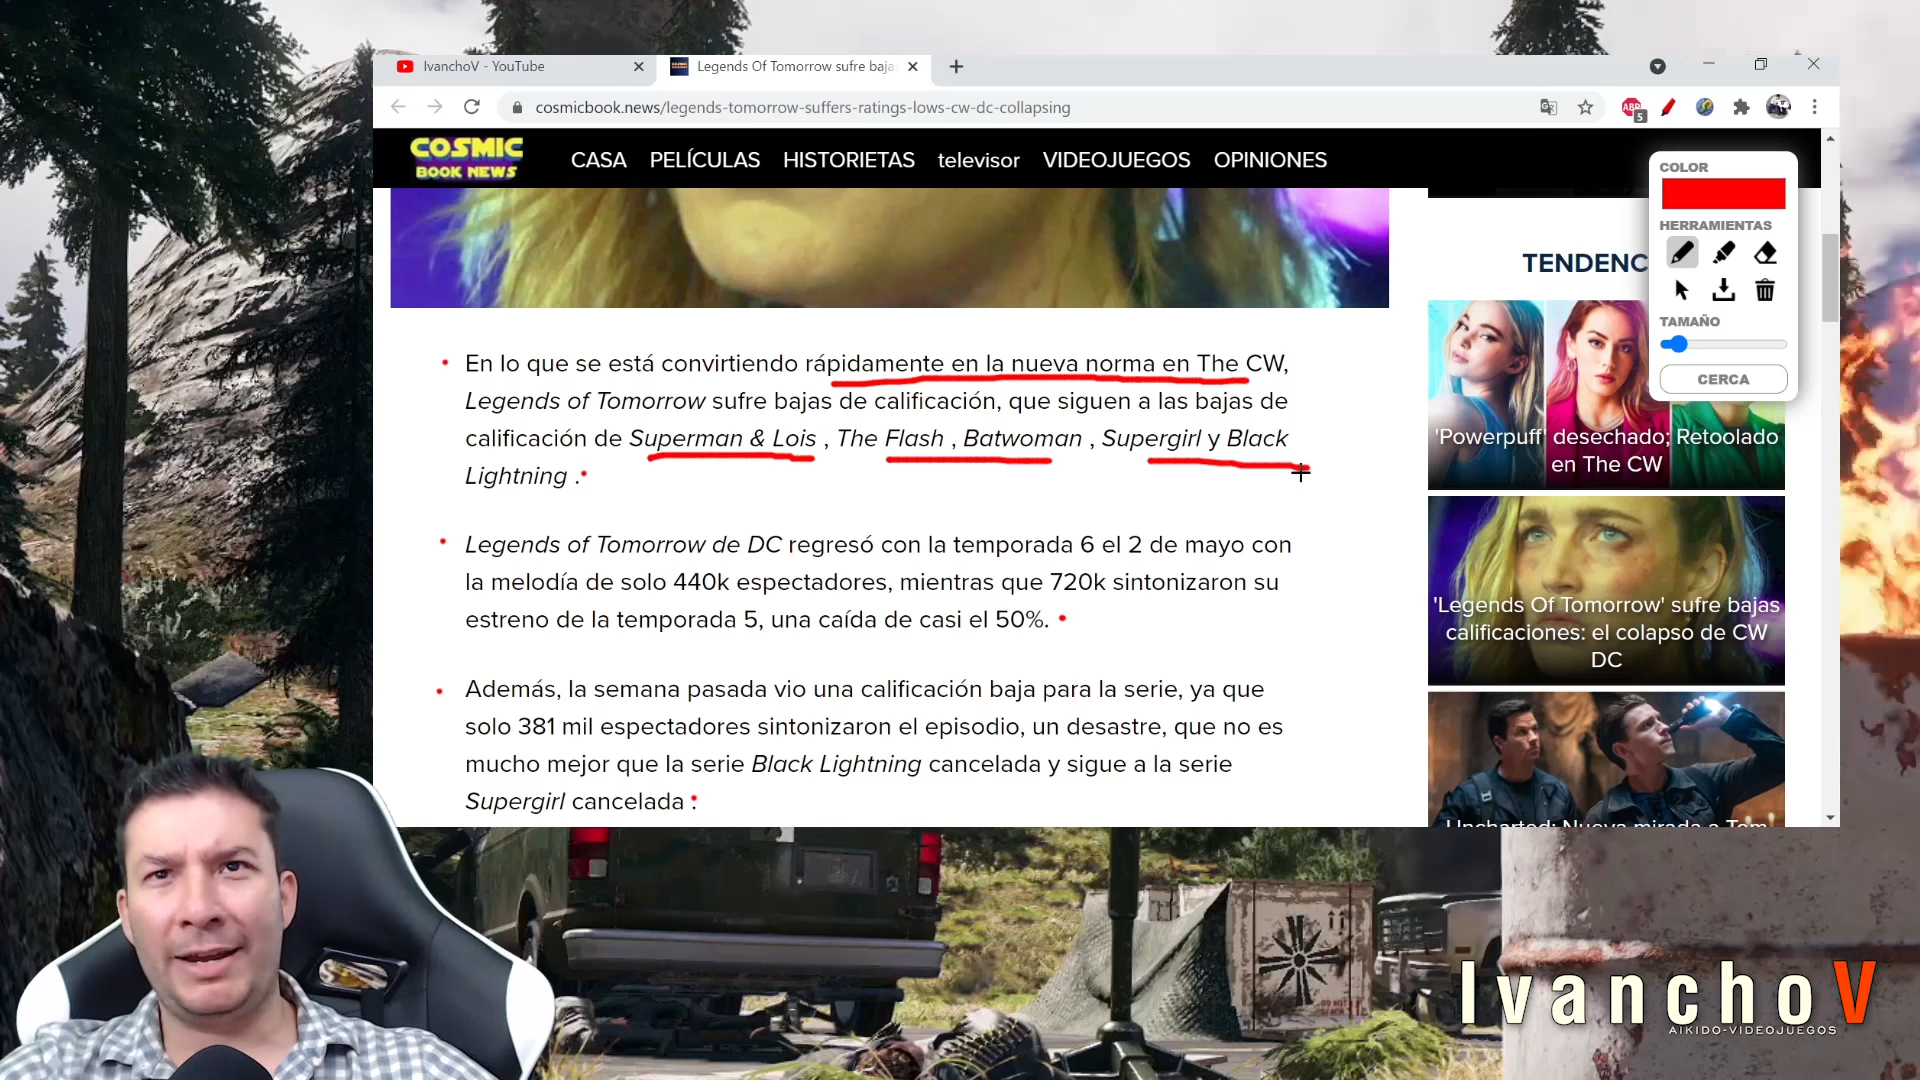 IvanchoV - YouTube
Legends Of Tomorrow sufre baja
cosmicbook.news/legends-tomorrow-suffers-ratings-lows-cw-dc-collapsing
ABP
5
COSMIC
BOOK NEWS
CASA PELÍCULAS HISTORIETAS televisor VIDEOJUEGOS OPINIONES
COLOR
HERRAMIENTAS
TAMAÑO
CERCA
TENDENC
En lo que se está convirtiendo rápidamente en la nueva norma en The CW,
Legends of Tomorrow sufre bajas de calificación, que siguen a las bajas de
calificación de Superman & Lois , The Flash , Batwoman , Supergirl y Black
Lightning .
Legends of Tomorrow de DC regresó con la temporada 6 el 2 de mayo con
la melodía de solo 440k espectadores, mientras que 720k sintonizaron su
estreno de la temporada 5, una caída de casi el 50%.
Además, la semana pasada vio una calificación baja para la serie, ya que
solo 381 mil espectadores sintonizaron el episodio, un desastre, que no es
mucho mejor que la serie Black Lightning cancelada y sigue a la serie
Supergirl cancelada :
'Powerpuff' desechado; Retoolado
en The CW
'Legends Of Tomorrow' sufre bajas
calificaciones: el colapso de CW
DC
Uncharted: Nueva mirada a Tom
IvanchoV
AIKIDO-VIDEOJUEGOS